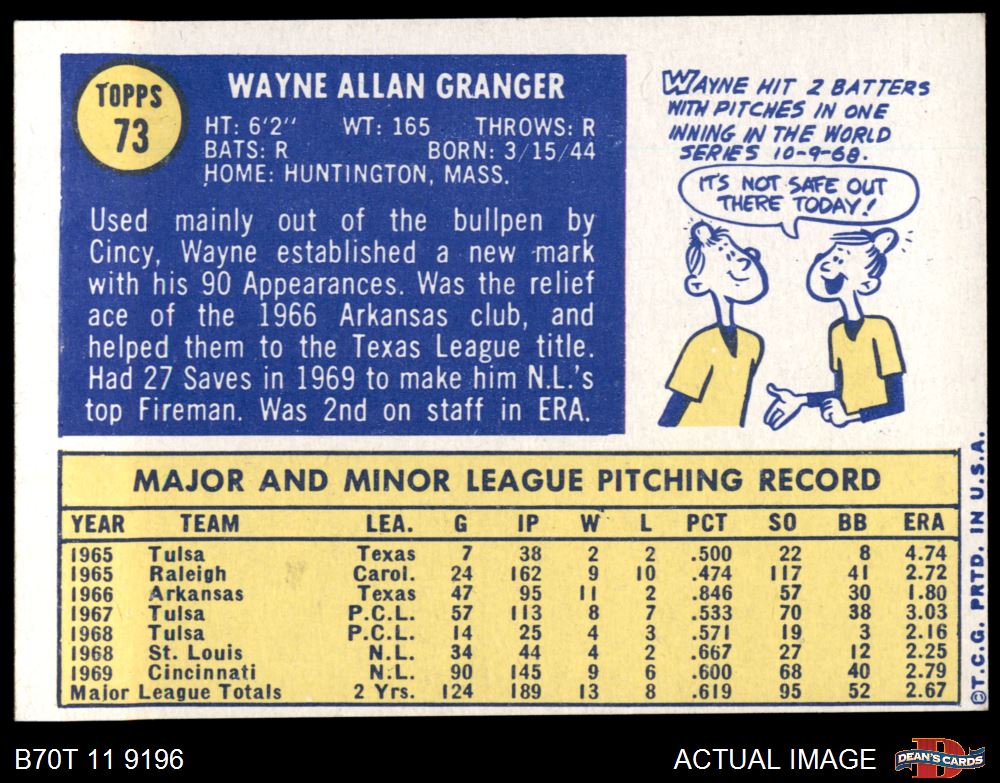 TOPPS
73
WAYNE ALLAN GRANGER
HT: 6'2" WT: 165 THROWS: R
BATS: R BORN: 3/15/44
HOME: HUNTINGTON, MASS.
Used mainly out of the bullpen by
Cincy, Wayne established a new mark
with his 90 Appearances. Was the relief
ace of the 1966 Arkansas club, and
helped them to the Texas League title.
Had 27 Saves in 1969 to make him N.L.'s
top Fireman. Was 2nd on staff in ERA.
WAYNE HIT 2 BATTERS
WITH PITCHES IN ONE
INNING IN THE WORLD
SERIES 10-9-68.
IT'S NOT SAFE OUT
THERE TODAY!
MAJOR AND MINOR LEAGUE PITCHING RECORD
YEAR TEAM LEA. G IP W L PCT SO BB ERA
1965 Tulsa Texas 7 38 2 2 .500 22 8 4.74
1965 Raleigh Carol. 24 162 9 10 .474 117 41 2.72
1966 Arkansas Texas 47 95 11 2 .846 57 30 1.80
1967 Tulsa P.C.L. 57 113 8 7 .533 70 38 3.03
1968 Tulsa P.C.L. 14 25 4 3 .571 19 3 2.16
1968 St. Louis N.L. 34 44 4 2 .667 27 12 2.25
1969 Cincinnati N.L. 90 145 9 6 .600 68 40 2.79
Major League Totals 2 Yrs. 124 189 13 8 .619 95 52 2.67
©T.C.G. PRTD. IN U.S.A.
B70T 11 9196
ACTUAL IMAGE
D
DEAN'S CARDS